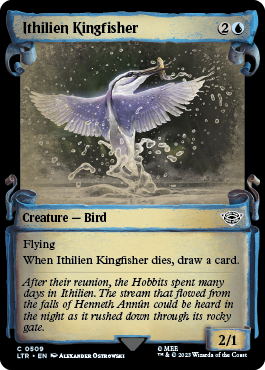 Ithilien Kingfisher 2
Creature — Bird
Flying
When Ithilien Kingfisher dies, draw a card.
After their reunion, the Hobbits spent many
days in Ithilien. The stream that flowed from
the falls of Henneth Annûn could be heard in
the night as it rushed down through its rocky
gate.
2/1
C 0509 © MEE
LTR • EN Alexander Ostrowski ™ & © 2023 Wizards of the Coast